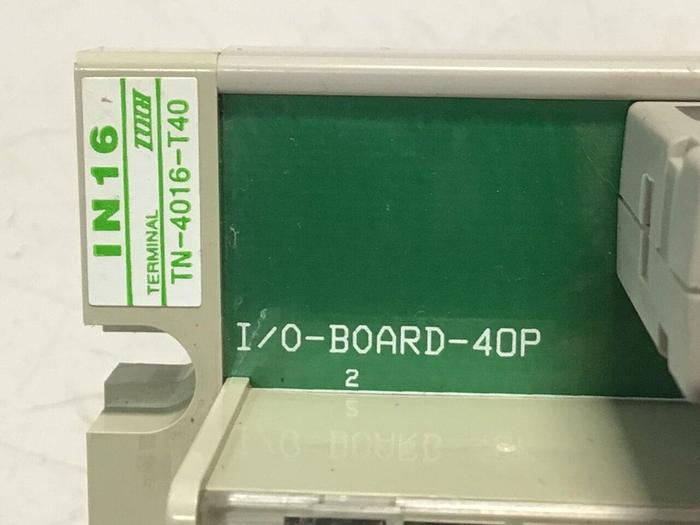 IN16
TERMINAL
TN-4016-T40
I/O-BOARD-40P
2